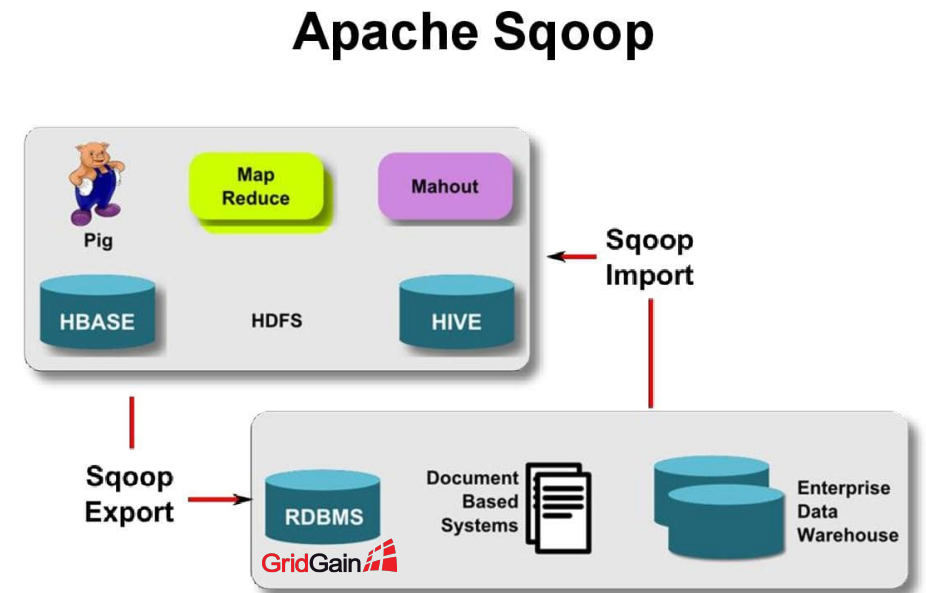 Apache Sqoop
Pig
Map
Reduce
Mahout
HBASE
HDFS
HIVE
Sqoop
Import
Sqoop
Export
RDBMS
GridGain
Document
Based
Systems
Enterprise
Data
Warehouse